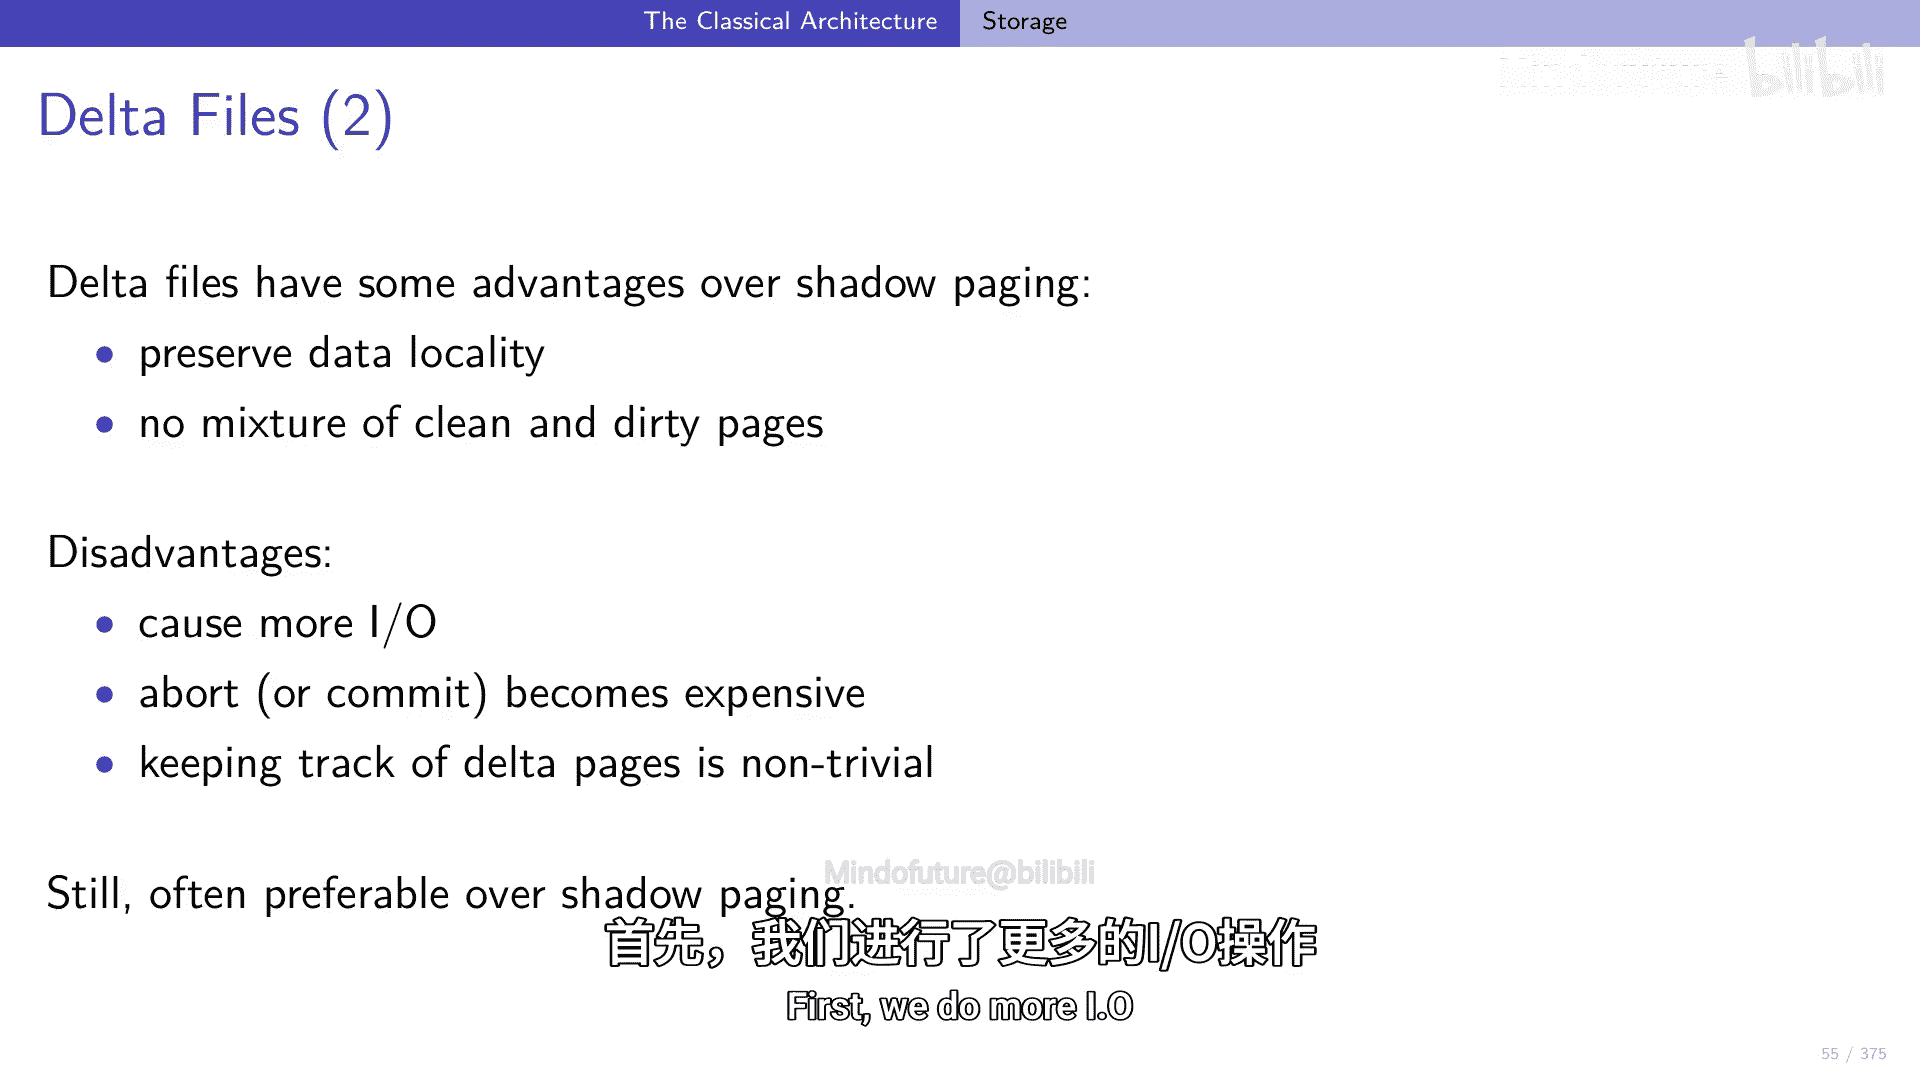 The Classical Architecture Storage
bilibili
Delta Files (2)
Delta files have some advantages over shadow paging:
• preserve data locality
• no mixture of clean and dirty pages
Disadvantages:
• cause more I/O
• abort (or commit) becomes expensive
• keeping track of delta pages is non-trivial
Mindofuture@bilibili
Still, often preferable over shadow paging.
首先，我们进行了更多的I/O操作
First, we do more I.O
55 / 375